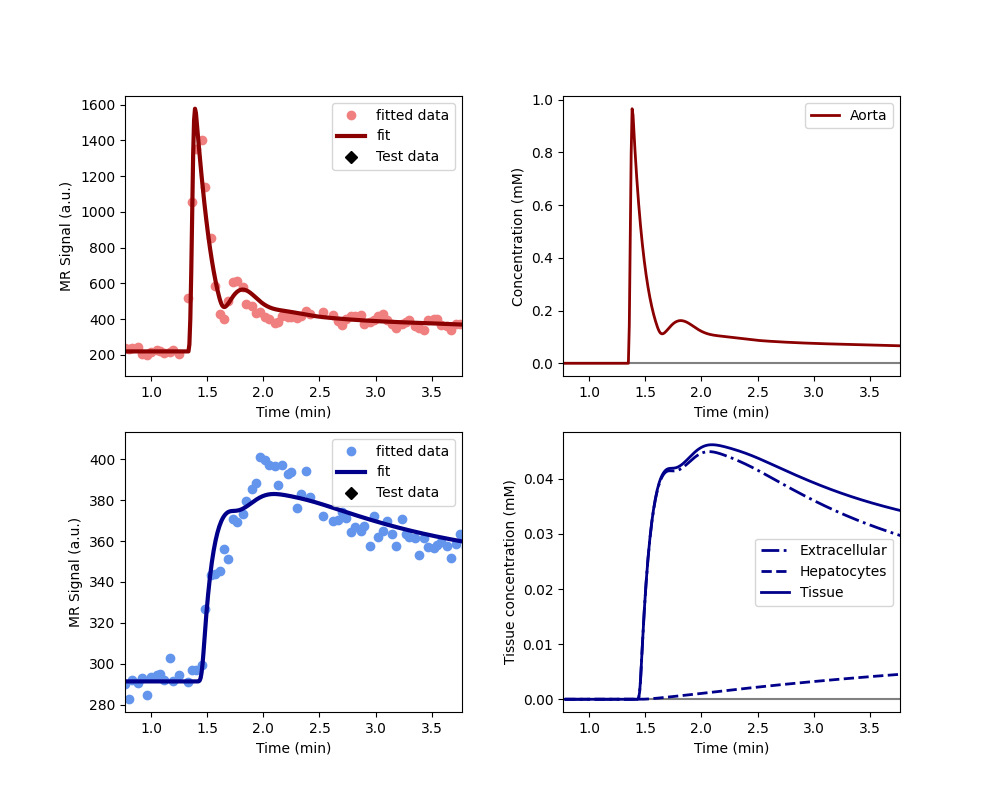 MR Signal (a.u.)
1600
1400
1200
1000
800
600
400
200
1.0 1.5 2.0 2.5 3.0 3.5
Time (min)
fitted data
fit
Test data
Concentration (mM)
1.0
0.8
0.6
0.4
0.2
0.0
1.0 1.5 2.0 2.5 3.0 3.5
Time (min)
Aorta
MR Signal (a.u.)
400
380
360
340
320
300
280
1.0 1.5 2.0 2.5 3.0 3.5
Time (min)
fitted data
fit
Test data
Tissue concentration (mM)
0.04
0.03
0.02
0.01
0.00
1.0 1.5 2.0 2.5 3.0 3.5
Time (min)
Extracellular
Hepatocytes
Tissue